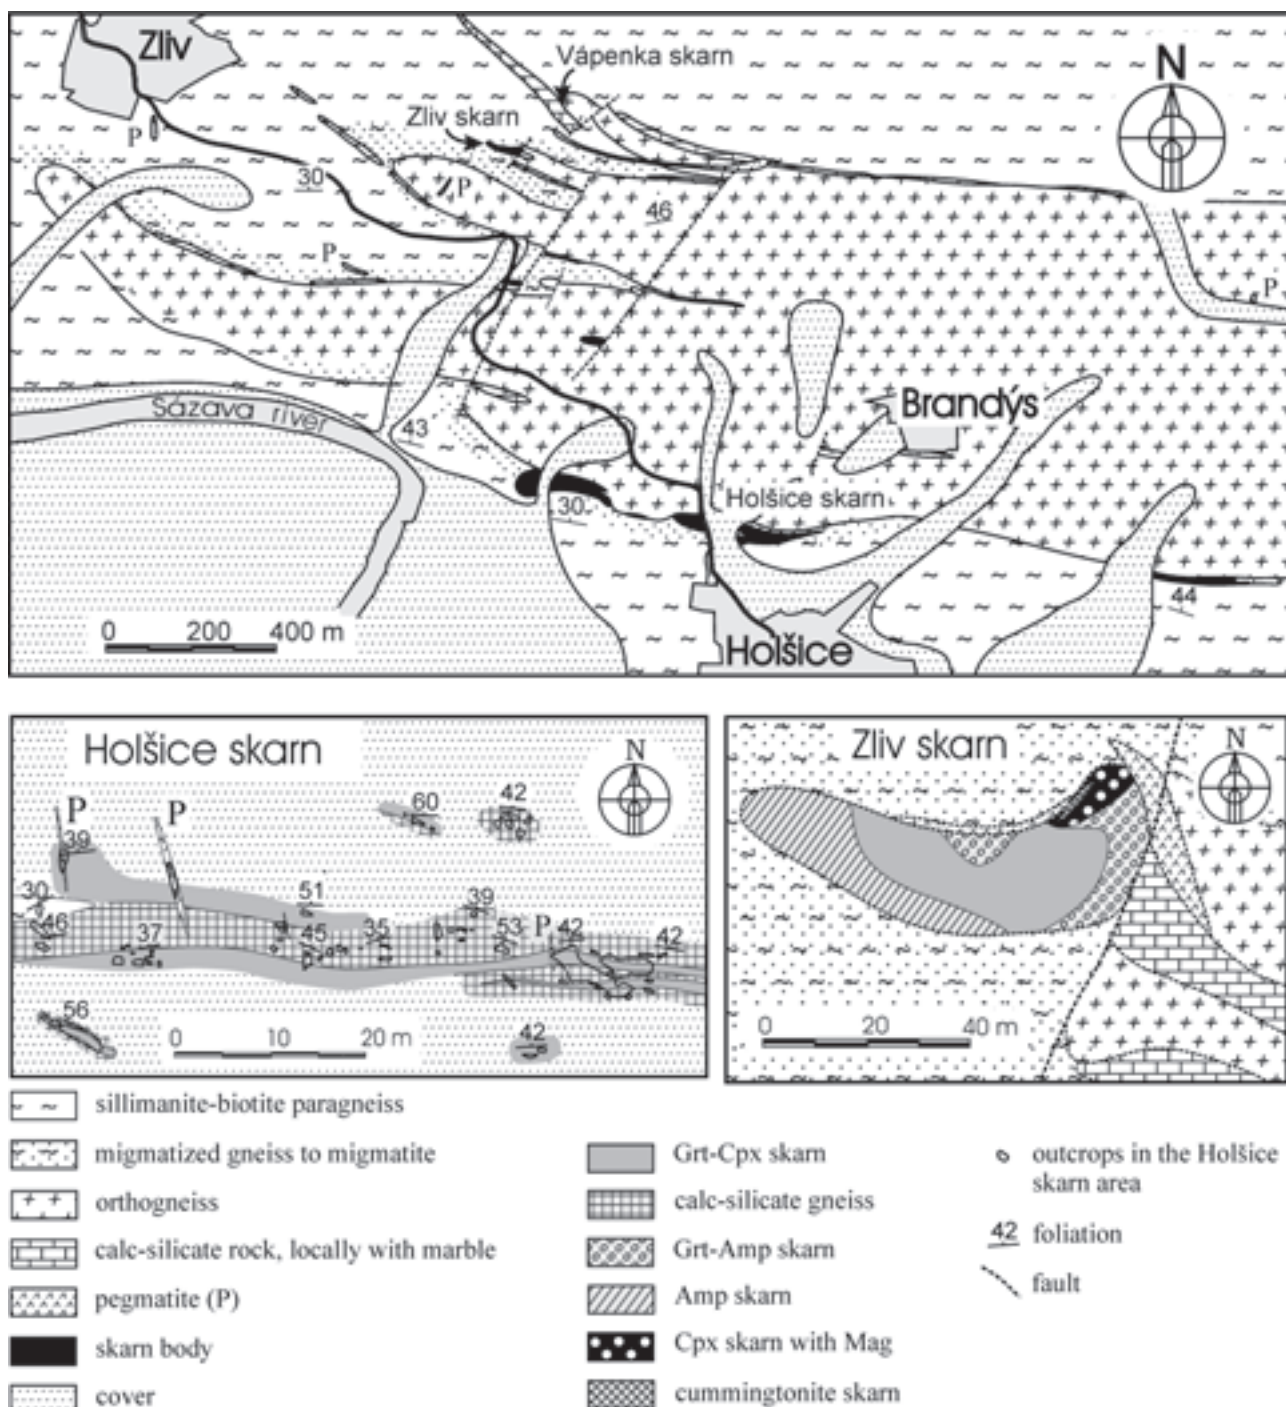 Zliv
Vápenka skarn
N
Zliv skarn
P
30
P
46
P
P
50
Brandýs
Sázava river
43
Holšice skarn
30
44
0 200 400 m
Holšice
Holšice skarn
N
P
P
60
42
39
30
51
39
46
37
45
35
53
P
42
42
56
42
0 10 20 m
Zliv skarn
N
0 20 40 m
sillimanite-biotite paragneiss
migmatized gneiss to migmatite
orthogneiss
calc-silicate rock, locally with marble
pegmatite (P)
skarn body
cover
Grt-Cpx skarn
calc-silicate gneiss
Grt-Amp skarn
Amp skarn
Cpx skarn with Mag
cummingtonite skarn
outcrops in the Holšice
skarn area
42 foliation
fault